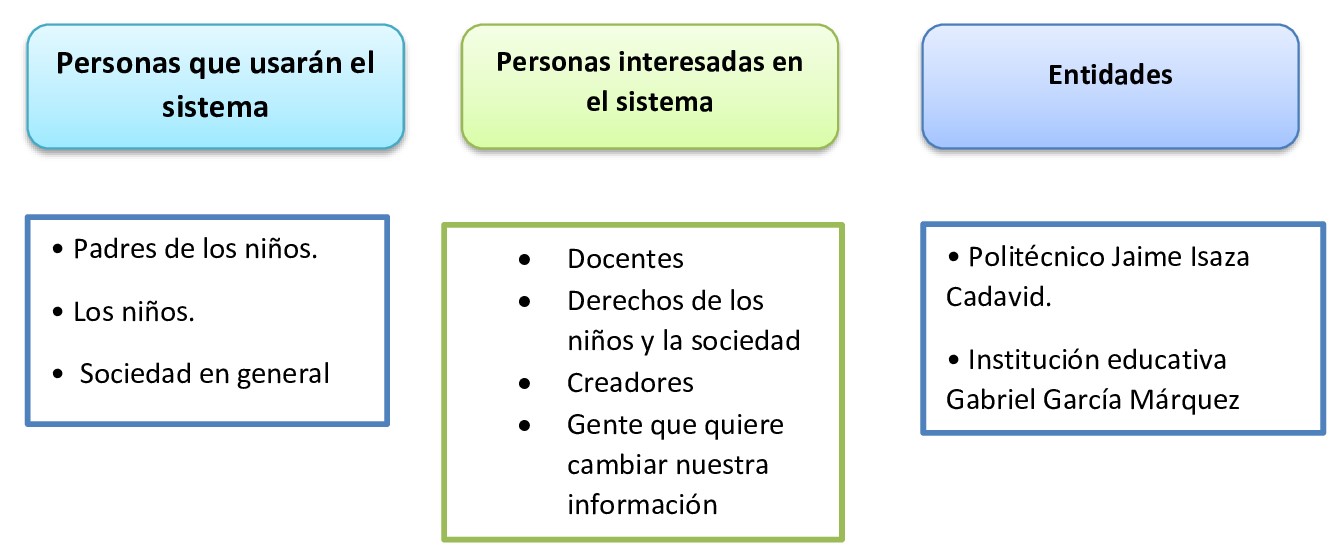 Personas que usarán el
sistema
Personas interesadas en
el sistema
Entidades
• Padres de los niños.
• Los niños.
• Sociedad en general
• Docentes
• Derechos de los
niños y la sociedad
• Creadores
• Gente que quiere
cambiar nuestra
información
• Politécnico Jaime Isaza
Cadavid.
• Institución educativa
Gabriel García Márquez